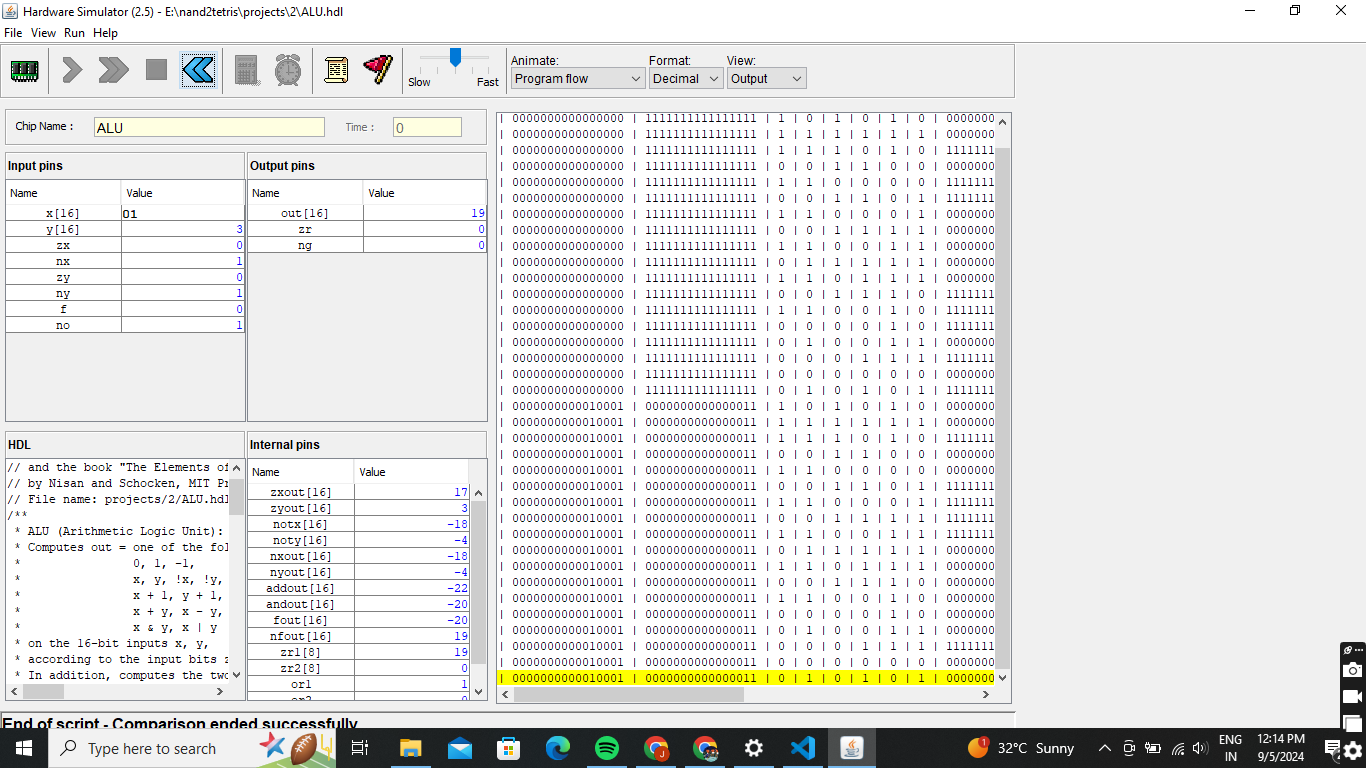 Hardware Simulator (2.5) - E:\nand2tetris\projects\2\ALU.hdl
File View Run Help
Slow Fast
Animate: Format: View:
Program flow Decimal Output
Chip Name : ALU Time : 0
Input pins
Name Value
x[16] 01
y[16] 3
zx 0
nx 1
zy 0
ny 1
f 0
no 1
Output pins
Name Value
out[16] 19
zr 0
ng 0
HDL
// and the book "The Elements of
// by Nisan and Schocken, MIT Pr
// File name: projects/2/ALU.hdl
/**
* ALU (Arithmetic Logic Unit):
* Computes out = one of the fol
* 0, 1, -1,
* x, y, !x, !y,
* x + 1, y + 1,
* x + y, x - y,
* x & y, x | y
* on the 16-bit inputs x, y,
* according to the input bits z
* In addition, computes the two
Internal pins
Name Value
zxout[16] 17
zyout[16] 3
notx[16] -18
noty[16] -4
nxout[16] -18
nyout[16] -4
addout[16] -22
andout[16] -20
fout[16] -20
nfout[16] 19
zr1[8] 19
zr2[8] 0
or1 1
or2 0
| 0000000000000000 | 1111111111111111 | 1 | 0 | 1 | 0 | 1 | 0 | 0000000
| 0000000000000000 | 1111111111111111 | 1 | 1 | 1 | 1 | 1 | 1 | 0000000
| 0000000000000000 | 1111111111111111 | 1 | 1 | 1 | 0 | 1 | 0 | 1111111
| 0000000000000000 | 1111111111111111 | 0 | 0 | 1 | 1 | 0 | 0 | 0000000
| 0000000000000000 | 1111111111111111 | 1 | 1 | 0 | 0 | 0 | 0 | 1111111
| 0000000000000000 | 1111111111111111 | 0 | 0 | 1 | 1 | 0 | 1 | 1111111
| 0000000000000000 | 1111111111111111 | 1 | 1 | 0 | 0 | 0 | 1 | 0000000
| 0000000000000000 | 1111111111111111 | 0 | 0 | 1 | 1 | 1 | 1 | 0000000
| 0000000000000000 | 1111111111111111 | 1 | 1 | 0 | 0 | 1 | 1 | 0000000
| 0000000000000000 | 1111111111111111 | 0 | 1 | 1 | 1 | 1 | 1 | 0000000
| 0000000000000000 | 1111111111111111 | 1 | 1 | 0 | 1 | 1 | 1 | 0000000
| 0000000000000000 | 1111111111111111 | 0 | 0 | 1 | 1 | 1 | 0 | 1111111
| 0000000000000000 | 1111111111111111 | 1 | 1 | 0 | 0 | 1 | 0 | 1111111
| 0000000000000000 | 1111111111111111 | 0 | 0 | 0 | 0 | 1 | 0 | 1111111
| 0000000000000000 | 1111111111111111 | 0 | 1 | 0 | 0 | 1 | 1 | 0000000
| 0000000000000000 | 1111111111111111 | 0 | 0 | 0 | 1 | 1 | 1 | 1111111
| 0000000000000000 | 1111111111111111 | 0 | 0 | 0 | 0 | 0 | 0 | 0000000
| 0000000000000000 | 1111111111111111 | 0 | 1 | 0 | 1 | 0 | 1 | 1111111
| 0000000000010001 | 0000000000000011 | 1 | 0 | 1 | 0 | 1 | 0 | 0000000
| 0000000000010001 | 0000000000000011 | 1 | 1 | 1 | 1 | 1 | 1 | 0000000
| 0000000000010001 | 0000000000000011 | 1 | 1 | 1 | 0 | 1 | 0 | 1111111
| 0000000000010001 | 0000000000000011 | 0 | 0 | 1 | 1 | 0 | 0 | 0000000
| 0000000000010001 | 0000000000000011 | 1 | 1 | 0 | 0 | 0 | 0 | 0000000
| 0000000000010001 | 0000000000000011 | 0 | 0 | 1 | 1 | 0 | 1 | 1111111
| 0000000000010001 | 0000000000000011 | 1 | 1 | 0 | 0 | 0 | 1 | 1111111
| 0000000000010001 | 0000000000000011 | 0 | 0 | 1 | 1 | 1 | 1 | 1111111
| 0000000000010001 | 0000000000000011 | 1 | 1 | 0 | 0 | 1 | 1 | 1111111
| 0000000000010001 | 0000000000000011 | 0 | 1 | 1 | 1 | 1 | 1 | 0000000
| 0000000000010001 | 0000000000000011 | 1 | 1 | 0 | 1 | 1 | 1 | 0000000
| 0000000000010001 | 0000000000000011 | 0 | 0 | 1 | 1 | 1 | 0 | 0000000
| 0000000000010001 | 0000000000000011 | 1 | 1 | 0 | 0 | 1 | 0 | 0000000
| 0000000000010001 | 0000000000000011 | 0 | 0 | 0 | 0 | 1 | 0 | 0000000
| 0000000000010001 | 0000000000000011 | 0 | 1 | 0 | 0 | 1 | 1 | 0000000
| 0000000000010001 | 0000000000000011 | 0 | 0 | 0 | 1 | 1 | 1 | 1111111
| 0000000000010001 | 0000000000000011 | 0 | 0 | 0 | 0 | 0 | 0 | 0000000
| 0000000000010001 | 0000000000000011 | 0 | 1 | 0 | 1 | 0 | 1 | 0000000
End of script - Comparison ended successfully
Type here to search
32°C Sunny
ENG
IN
12:14 PM
9/5/2024